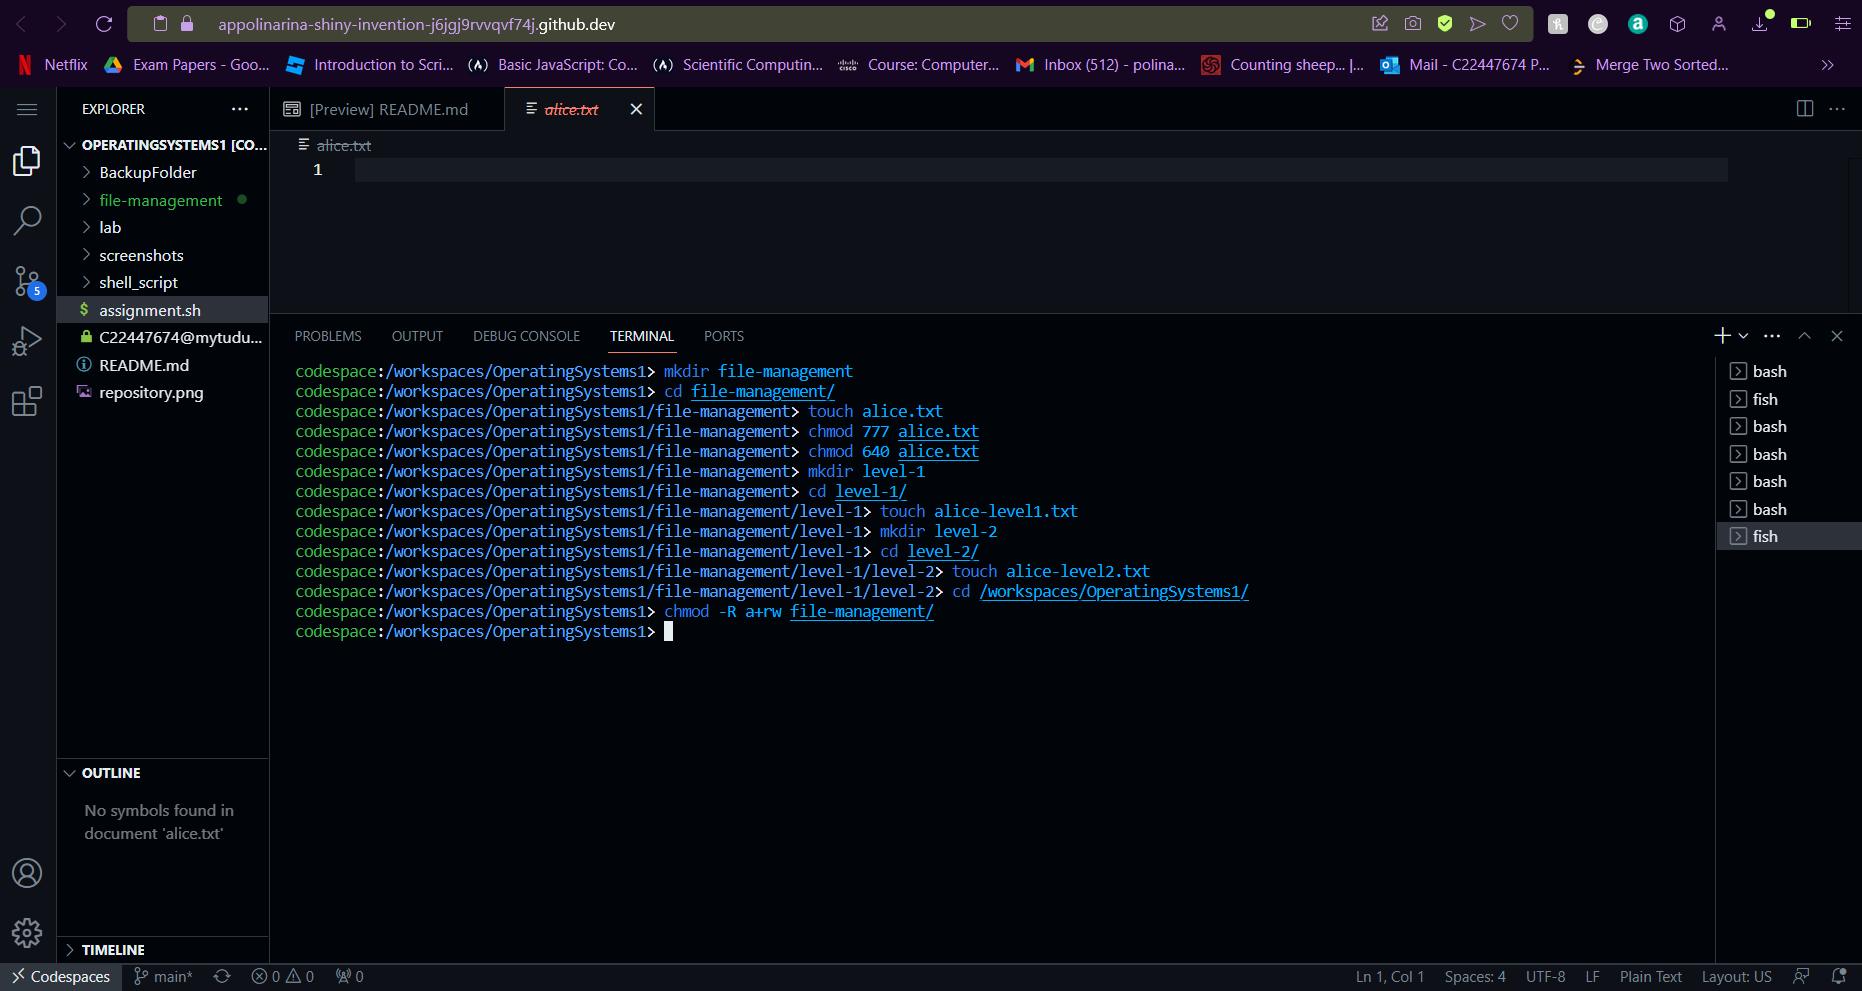 appolinarina-shiny-invention-j6jgj9rvvqvf74j.github.dev
Netflix Exam Papers - Goo... Introduction to Scri... (A) Basic JavaScript: Co... (A) Scientific Computin... CISCO Course: Computer... Inbox (512) - polina... Counting sheep... |... Mail - C22447674 P... Merge Two Sorted...
EXPLORER
[Preview] README.md
alice.txt
OPERATINGSYSTEMS1 [CO...
BackupFolder
file-management
lab
screenshots
shell_script
$ assignment.sh
C22447674@mytudu...
README.md
repository.png
5
alice.txt
1
PROBLEMS OUTPUT DEBUG CONSOLE TERMINAL PORTS
codespace:/workspaces/OperatingSystems1> mkdir file-management
codespace:/workspaces/OperatingSystems1> cd file-management/
codespace:/workspaces/OperatingSystems1/file-management> touch alice.txt
codespace:/workspaces/OperatingSystems1/file-management> chmod 777 alice.txt
codespace:/workspaces/OperatingSystems1/file-management> chmod 640 alice.txt
codespace:/workspaces/OperatingSystems1/file-management> mkdir level-1
codespace:/workspaces/OperatingSystems1/file-management> cd level-1/
codespace:/workspaces/OperatingSystems1/file-management/level-1> touch alice-level1.txt
codespace:/workspaces/OperatingSystems1/file-management/level-1> mkdir level-2
codespace:/workspaces/OperatingSystems1/file-management/level-1> cd level-2/
codespace:/workspaces/OperatingSystems1/file-management/level-1/level-2> touch alice-level2.txt
codespace:/workspaces/OperatingSystems1/file-management/level-1/level-2> cd /workspaces/OperatingSystems1/
codespace:/workspaces/OperatingSystems1> chmod -R a+rw file-management/
codespace:/workspaces/OperatingSystems1>
bash
fish
bash
bash
bash
bash
fish
OUTLINE
No symbols found in
document 'alice.txt'
TIMELINE
Codespaces main* 0 0 0 Ln 1, Col 1 Spaces: 4 UTF-8 LF Plain Text Layout: US